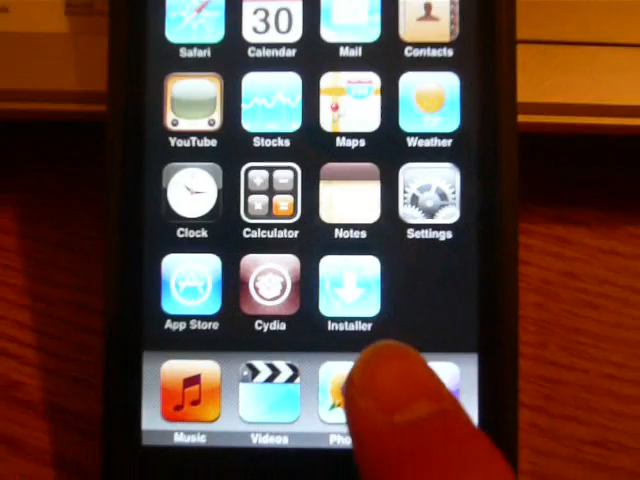 30
Safari Calendar Mail Contacts
YouTube Stocks Maps Weather
Clock Calculator Notes Settings
App Store Cydia Installer
Music Videos Pho